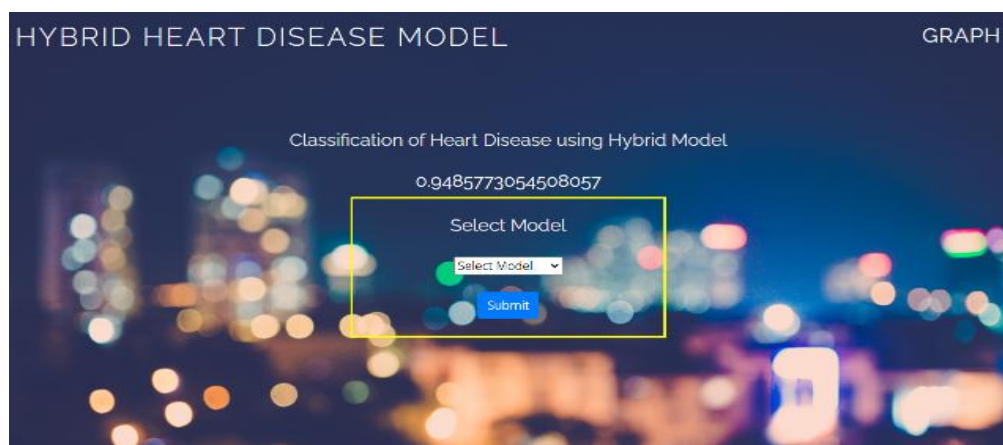 HYBRID HEART DISEASE MODEL
GRAPH
Classification of Heart Disease using Hybrid Model
0.9485773054508057
Select Model
Select Model
Submit